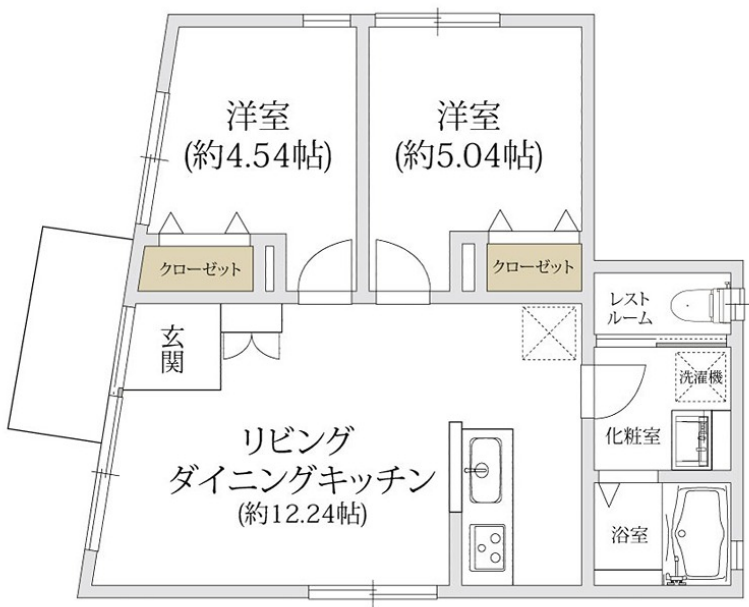 洋室
(約4.54帖)
洋室
(約5.04帖)
クローゼット
クローゼット
レスト
ルーム
玄
関
洗濯機
化粧室
リビング
ダイニングキッチン
(約12.24帖)
浴室